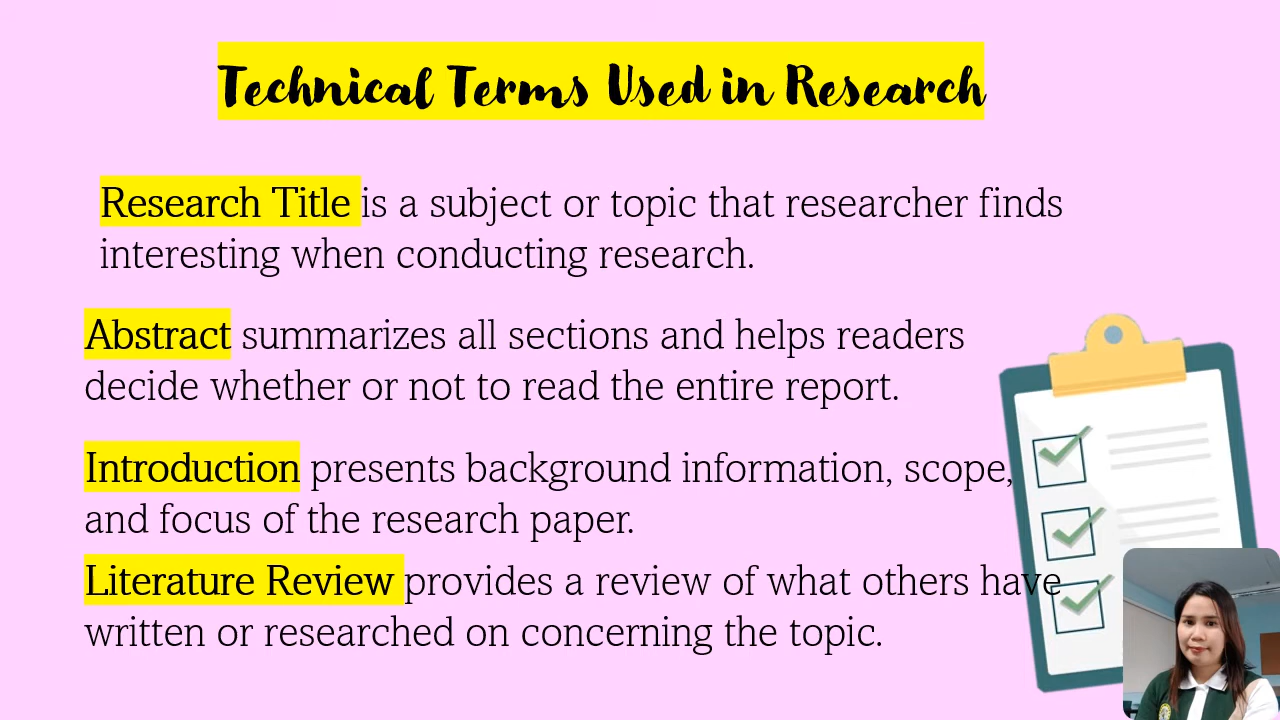 Technical Terms Used in Research
Research Title is a subject or topic that researcher finds
interesting when conducting research.
Abstract summarizes all sections and helps readers
decide whether or not to read the entire report.
Introduction presents background information, scope,
and focus of the research paper.
Literature Review provides a review of what others have
written or researched on concerning the topic.